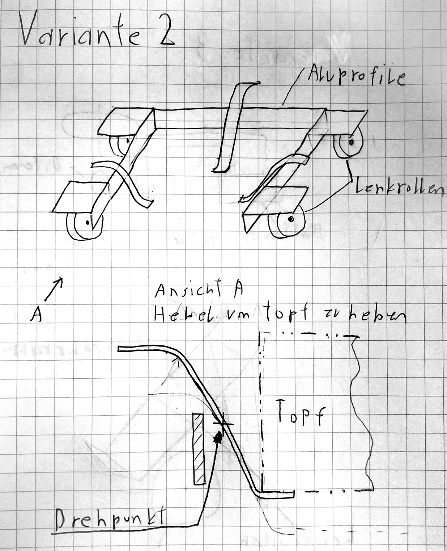 Variante 2
Aluprofile
Lenkrollen
A
Ansicht A
Hebel um Topf zu heben
Topf
Drehpunkt